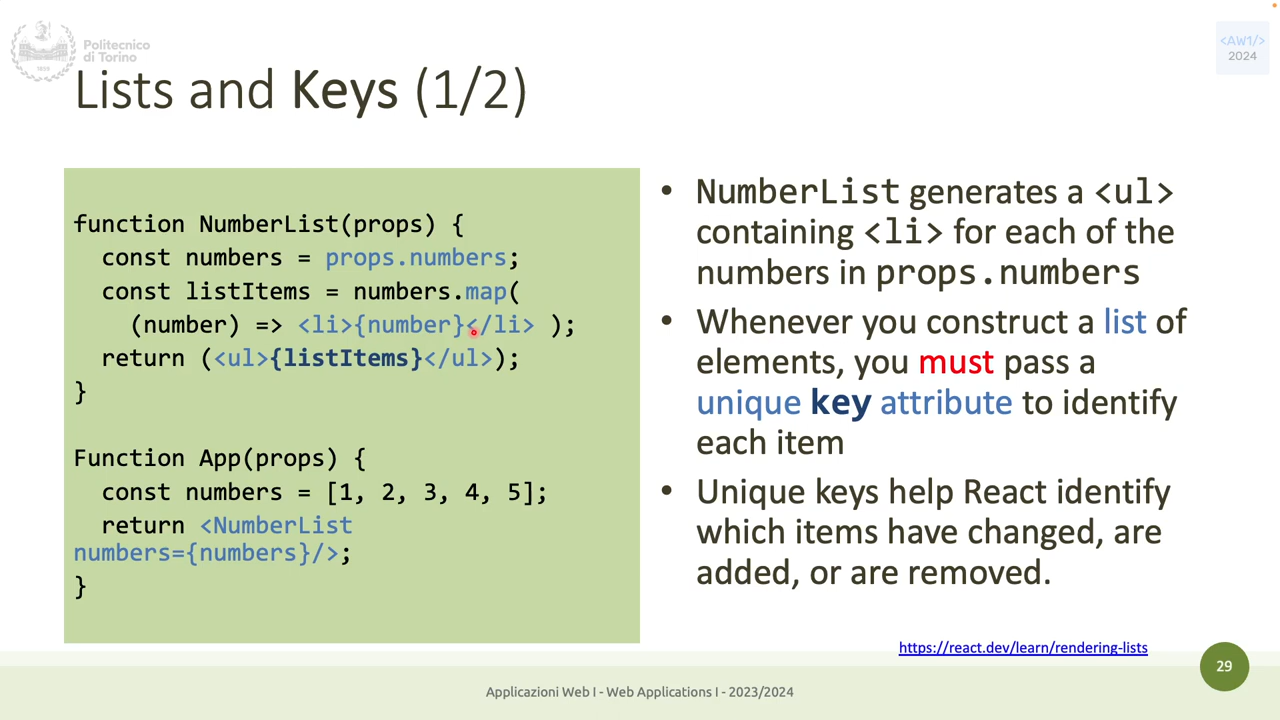 Politecnico
di Torino
1859
<AW1/>
2024
Lists and Keys (1/2)
function NumberList(props) {
  const numbers = props.numbers;
  const listItems = numbers.map(
    (number) => <li>{number}</li> );
  return (<ul>{listItems}</ul>);
}
Function App(props) {
  const numbers = [1, 2, 3, 4, 5];
  return <NumberList
numbers={numbers}/>;
}
• NumberList generates a <ul>
containing <li> for each of the
numbers in props.numbers
• Whenever you construct a list of
elements, you must pass a
unique key attribute to identify
each item
• Unique keys help React identify
which items have changed, are
added, or are removed.
https://react.dev/learn/rendering-lists
29
Applicazioni Web I - Web Applications I - 2023/2024